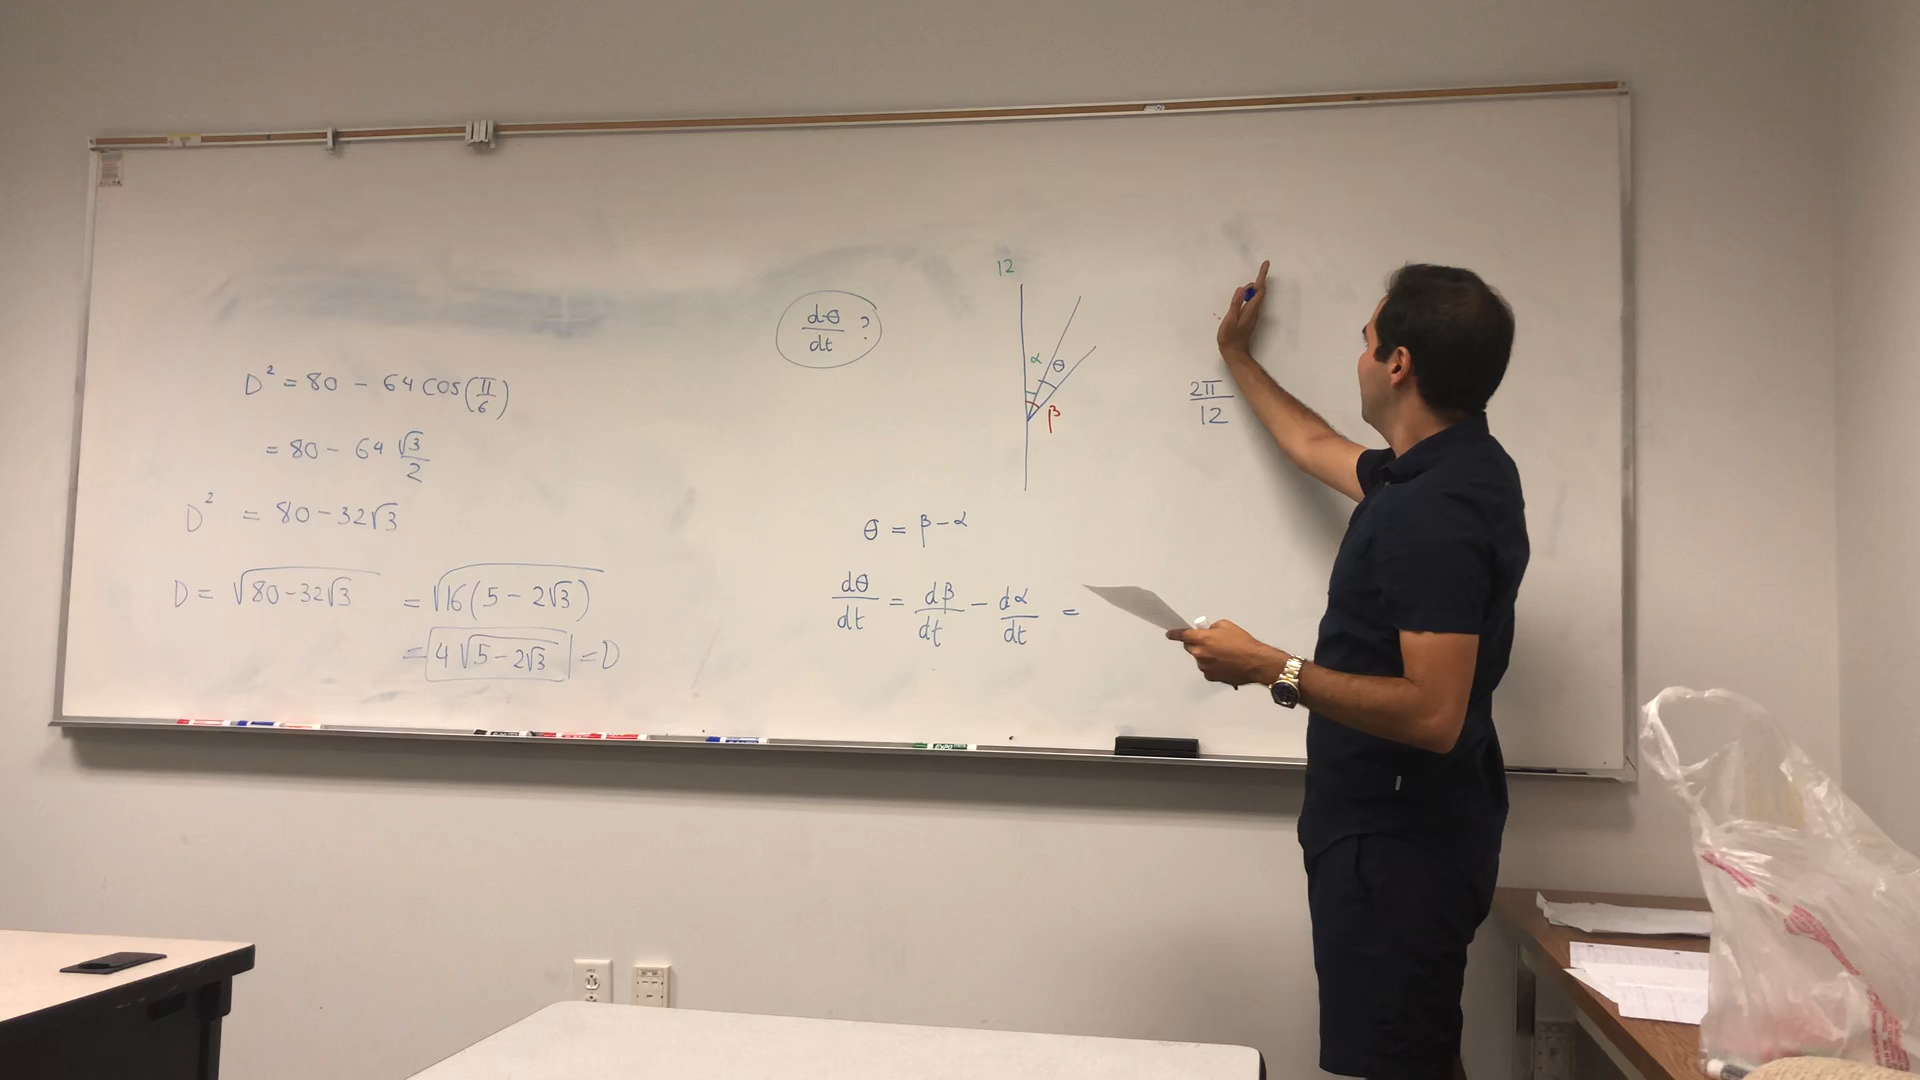 D² = 80 - 64 cos(π/6)
= 80 - 64 √3/2
D² = 80 - 32√3
D = √(80-32√3) = √(16(5-2√3))
= 4√(5-2√3) = D
dθ/dt ?
12
α θ
β
2π/12
θ = β - α
dθ/dt = dβ/dt - dα/dt =
EXPO